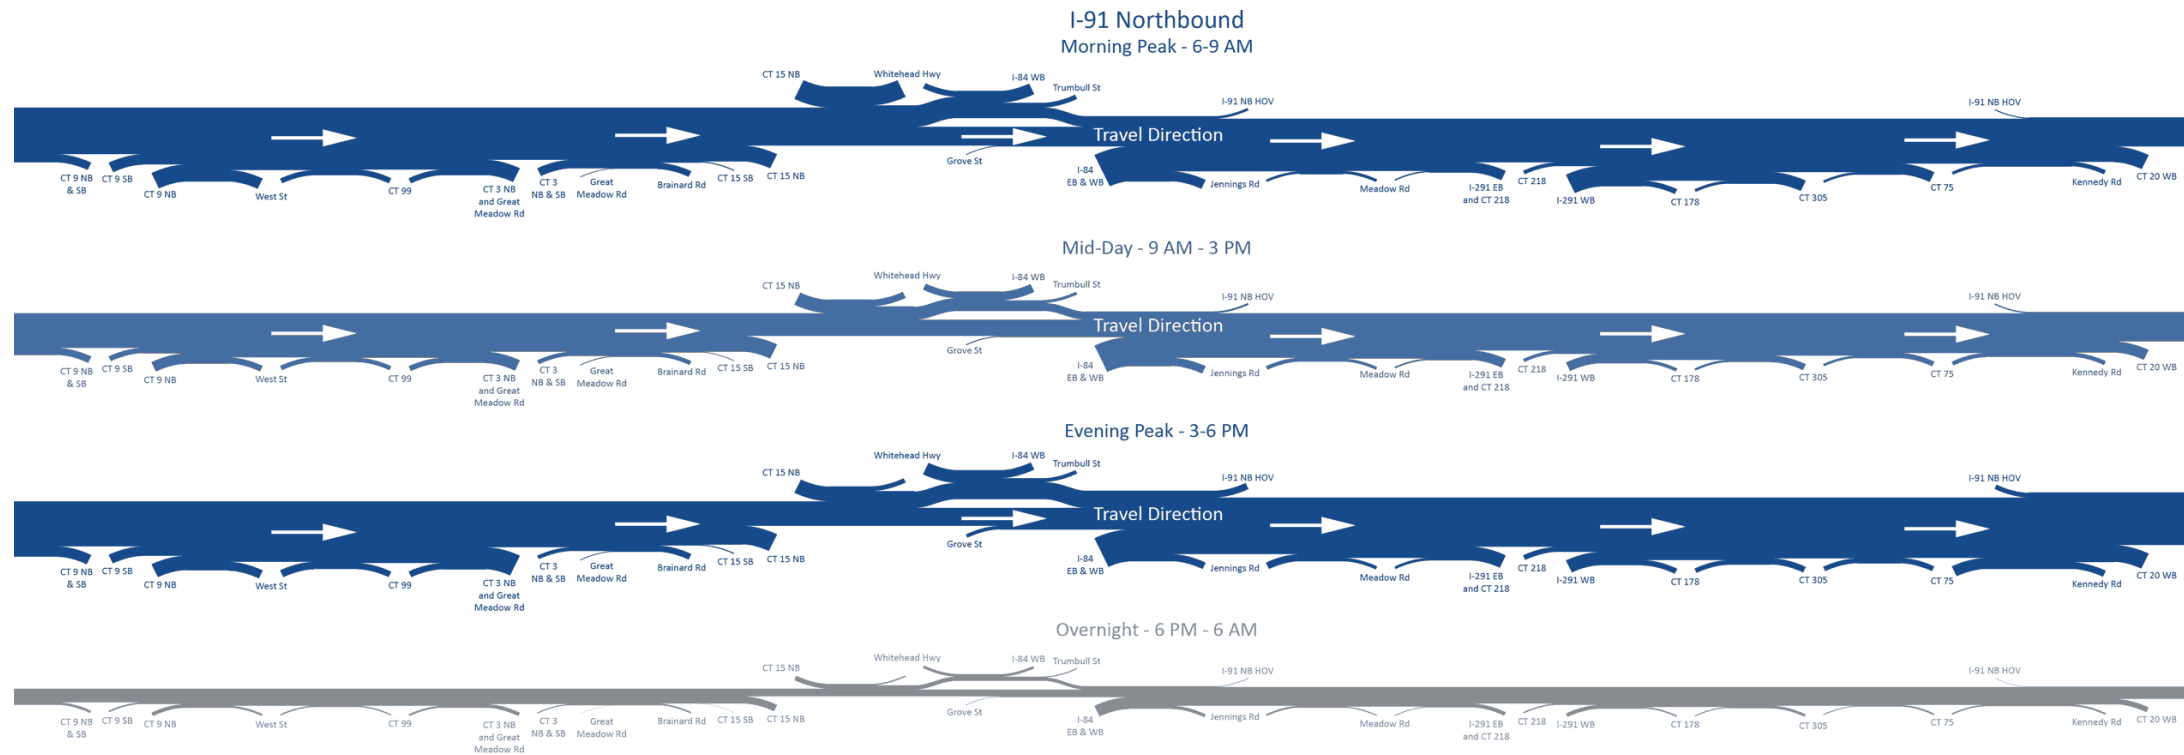 I-91 Northbound
Morning Peak - 6-9 AM
CT 15 NB
Whitehead Hwy
I-84 WB
Trumbull St
I-91 NB HOV
I-91 NB HOV
Travel Direction
CT 9 NB
& SB
CT 9 SB
CT 9 NB
West St
CT 99
CT 3 NB
and Great
Meadow Rd
CT 3
NB & SB
Great
Meadow Rd
Brainard Rd
CT 15 SB
CT 15 NB
Grove St
I-84
EB & WB
Jennings Rd
Meadow Rd
I-291 EB
and CT 218
CT 218
I-291 WB
CT 178
CT 305
CT 75
Kennedy Rd
CT 20 WB
Mid-Day - 9 AM - 3 PM
CT 15 NB
Whitehead Hwy
I-84 WB
Trumbull St
I-91 NB HOV
I-91 NB HOV
Travel Direction
CT 9 NB
& SB
CT 9 SB
CT 9 NB
West St
CT 99
CT 3 NB
and Great
Meadow Rd
CT 3
NB & SB
Great
Meadow Rd
Brainard Rd
CT 15 SB
CT 15 NB
Grove St
I-84
EB & WB
Jennings Rd
Meadow Rd
I-291 EB
and CT 218
CT 218
I-291 WB
CT 178
CT 305
CT 75
Kennedy Rd
CT 20 WB
Evening Peak - 3-6 PM
CT 15 NB
Whitehead Hwy
I-84 WB
Trumbull St
I-91 NB HOV
I-91 NB HOV
Travel Direction
CT 9 NB
& SB
CT 9 SB
CT 9 NB
West St
CT 99
CT 3 NB
and Great
Meadow Rd
CT 3
NB & SB
Great
Meadow Rd
Brainard Rd
CT 15 SB
CT 15 NB
Grove St
I-84
EB & WB
Jennings Rd
Meadow Rd
I-291 EB
and CT 218
CT 218
I-291 WB
CT 178
CT 305
CT 75
Kennedy Rd
CT 20 WB
Overnight - 6 PM - 6 AM
CT 15 NB
Whitehead Hwy
I-84 WB
Trumbull St
I-91 NB HOV
I-91 NB HOV
CT 9 NB
& SB
CT 9 SB
CT 9 NB
West St
CT 99
CT 3 NB
and Great
Meadow Rd
CT 3
NB & SB
Great
Meadow Rd
Brainard Rd
CT 15 SB
CT 15 NB
Grove St
I-84
EB & WB
Jennings Rd
Meadow Rd
I-291 EB
and CT 218
CT 218
I-291 WB
CT 178
CT 305
CT 75
Kennedy Rd
CT 20 WB